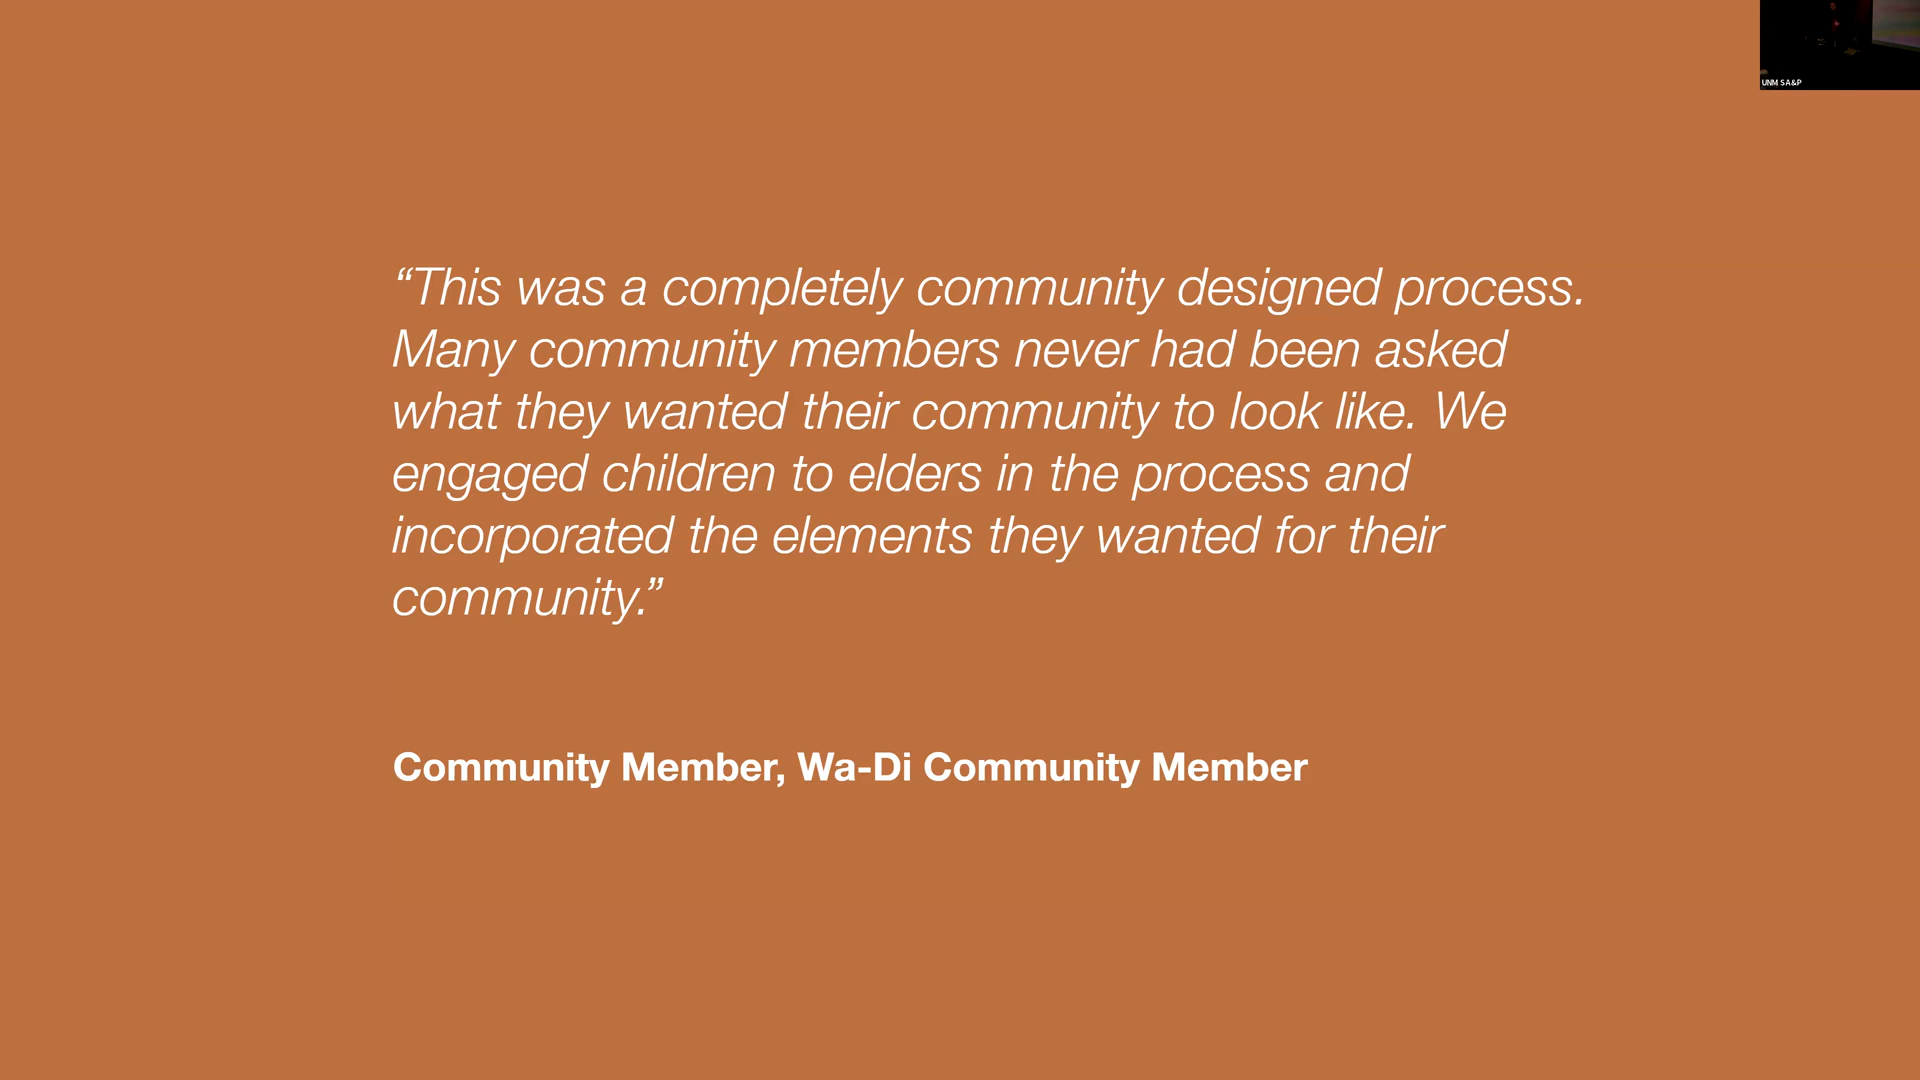 UNM SA&P
“This was a completely community designed process.
Many community members never had been asked
what they wanted their community to look like. We
engaged children to elders in the process and
incorporated the elements they wanted for their
community.”
Community Member, Wa-Di Community Member